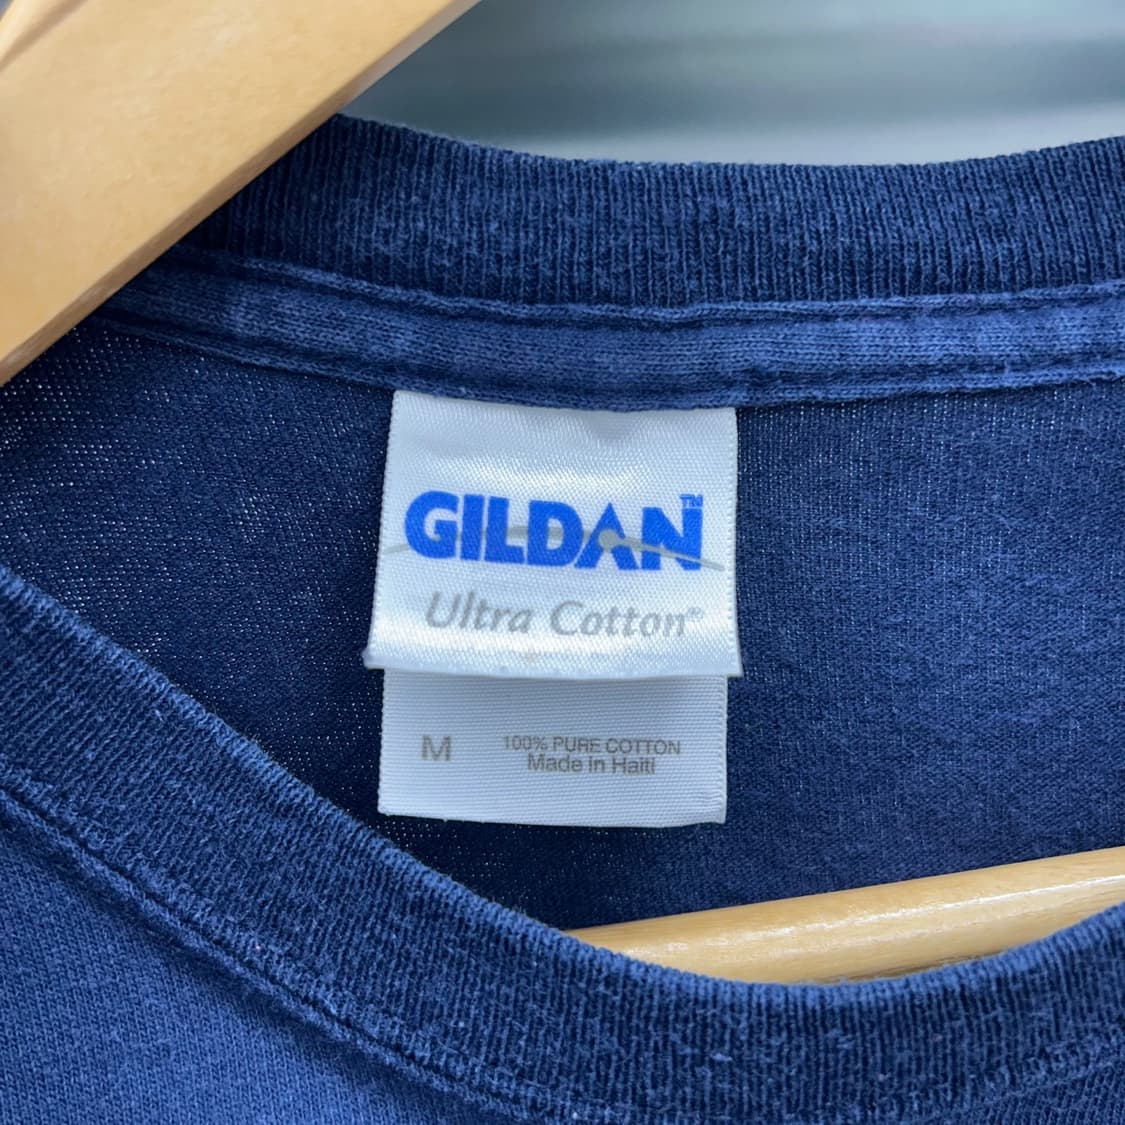 GILDAN™
Ultra Cotton®
M
100% PURE COTTON
Made in Haiti